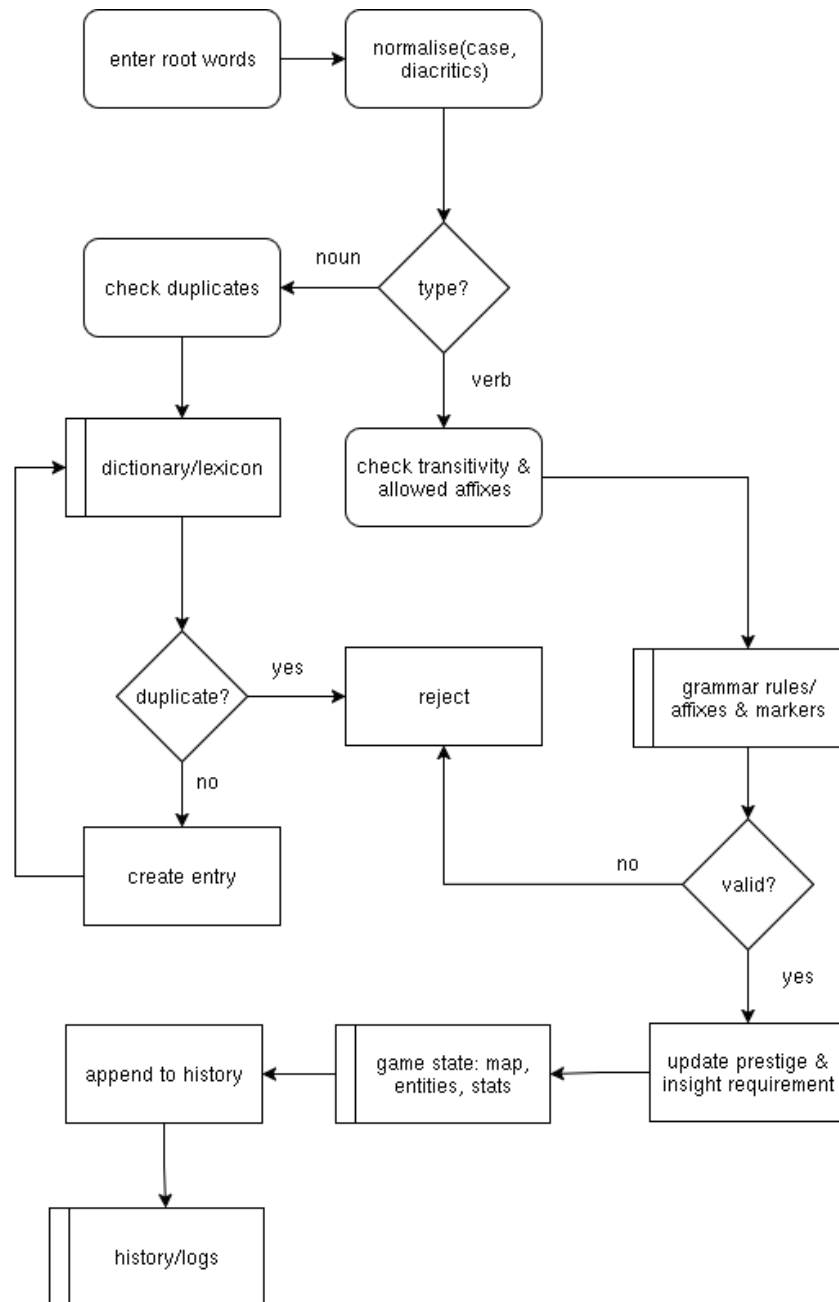 enter root words
normalise(case,
diacritics)
noun
check duplicates
type?
verb
dictionary/lexicon
check transitivity &
allowed affixes
duplicate?
yes
reject
grammar rules/
affixes & markers
no
create entry
no
valid?
yes
append to history
game state: map,
entities, stats
update prestige &
insight requirement
history/logs